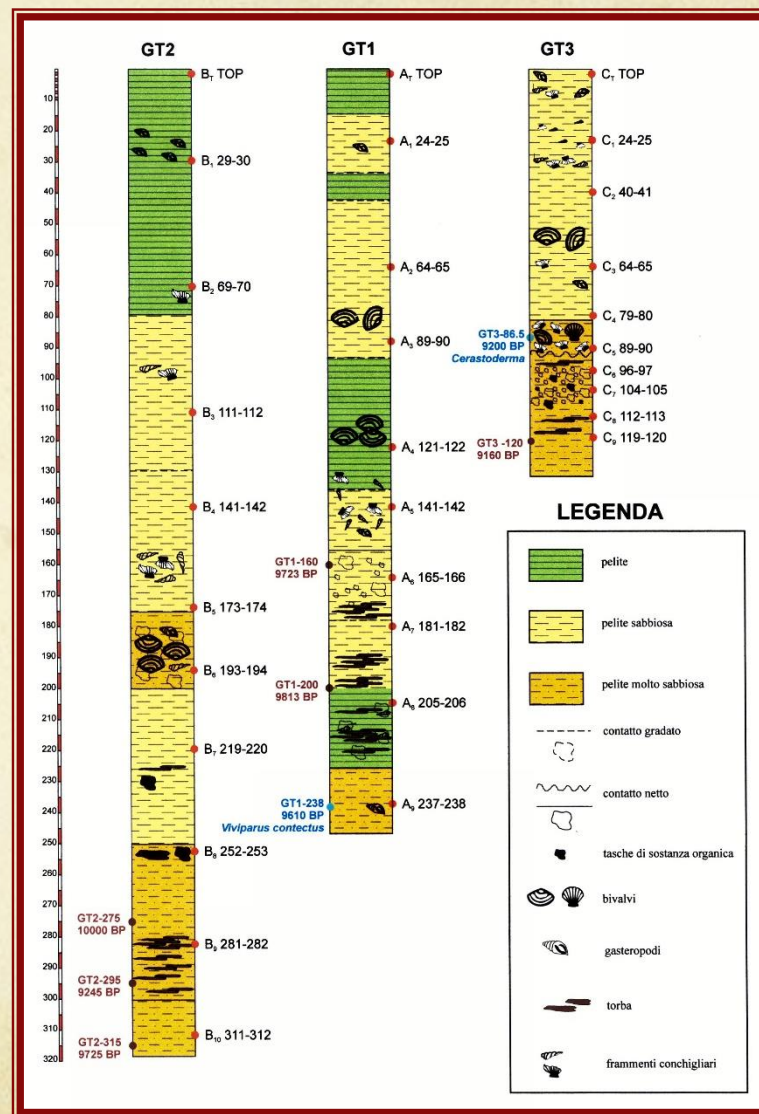 GT2
GT1
GT3
10
20
30
40
50
60
70
80
90
100
110
120
130
140
150
160
170
180
190
200
210
220
230
240
250
260
270
280
290
300
310
320
B_T TOP
B₁ 29-30
B₂ 69-70
B₃ 111-112
B₄ 141-142
B₅ 173-174
B₆ 193-194
B₇ 219-220
B₈ 252-253
B₉ 281-282
B₁₀ 311-312
GT2-275
10000 BP
GT2-295
9245 BP
GT2-315
9725 BP
A_T TOP
A₁ 24-25
A₂ 64-65
A₃ 89-90
A₄ 121-122
A₅ 141-142
A₆ 165-166
A₇ 181-182
A₈ 205-206
A₉ 237-238
GT1-160
9723 BP
GT1-200
9813 BP
GT1-238
9610 BP
Viviparus contectus
C_T TOP
C₁ 24-25
C₂ 40-41
C₃ 64-65
C₄ 79-80
C₅ 89-90
C₆ 96-97
C₇ 104-105
C₈ 112-113
C₉ 119-120
GT3-86.5
9200 BP
Cerastoderma
GT3 -120
9160 BP
LEGENDA
pelite
pelite sabbiosa
pelite molto sabbiosa
contatto gradato
contatto netto
tasche di sostanza organica
bivalvi
gasteropodi
torba
frammenti conchigliari